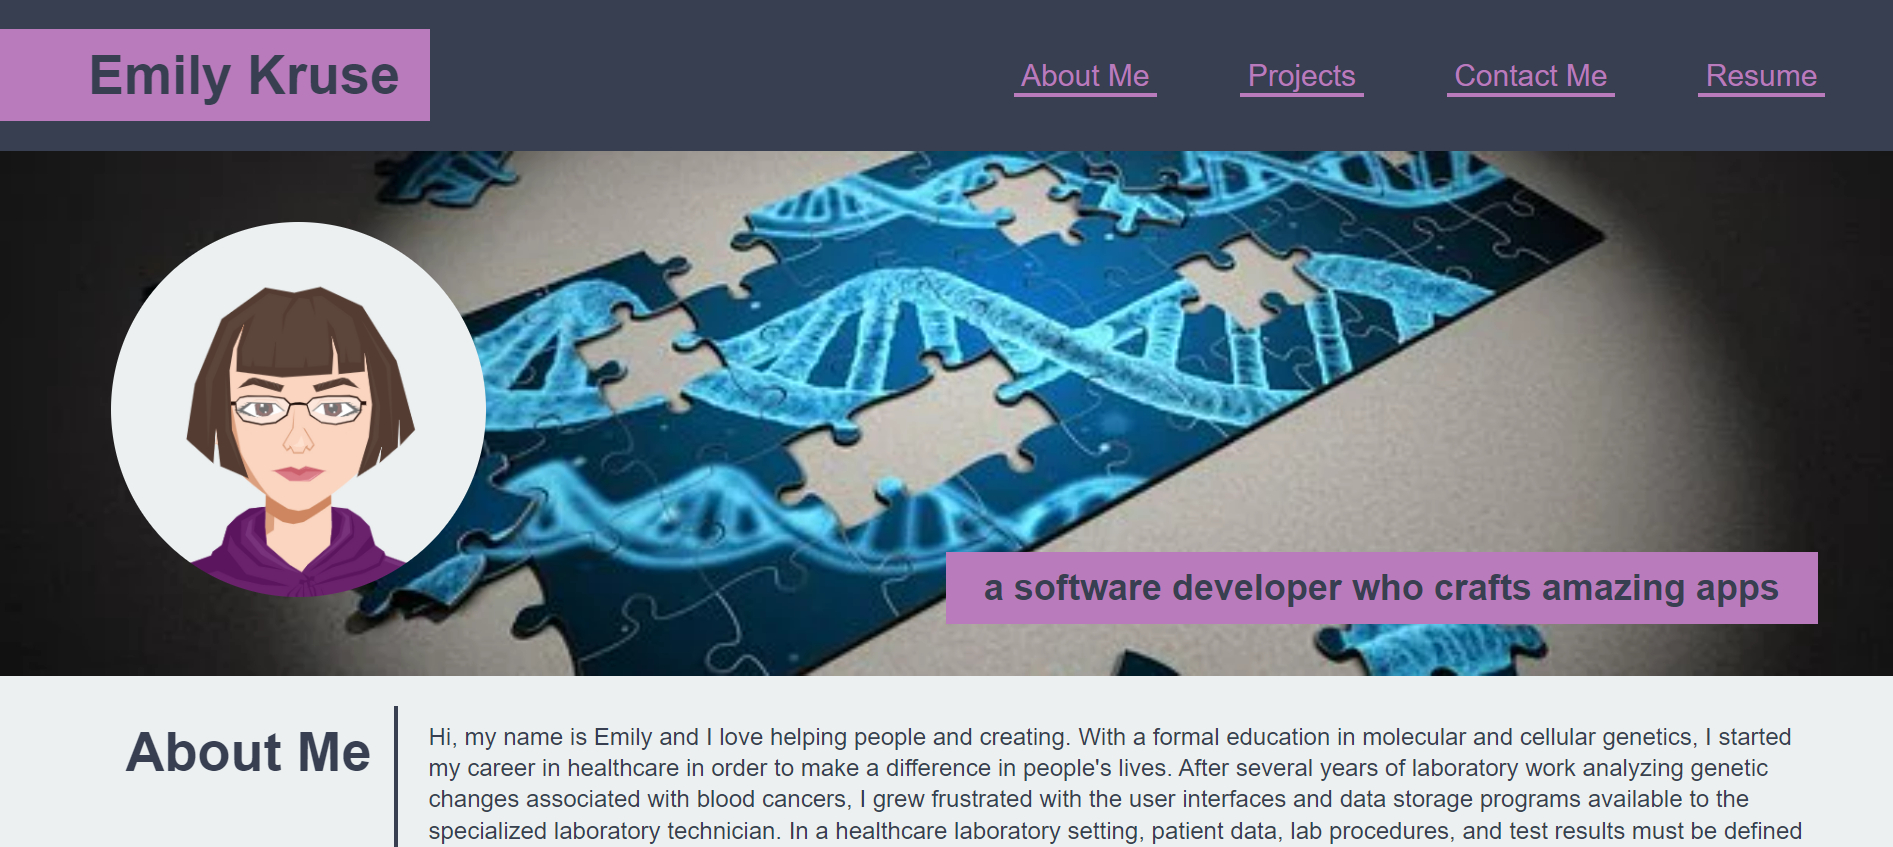 Emily Kruse
About Me
Projects
Contact Me
Resume
a software developer who crafts amazing apps
About Me
Hi, my name is Emily and I love helping people and creating. With a formal education in molecular and cellular genetics, I started
my career in healthcare in order to make a difference in people's lives. After several years of laboratory work analyzing genetic
changes associated with blood cancers, I grew frustrated with the user interfaces and data storage programs available to the
specialized laboratory technician. In a healthcare laboratory setting, patient data, lab procedures, and test results must be defined